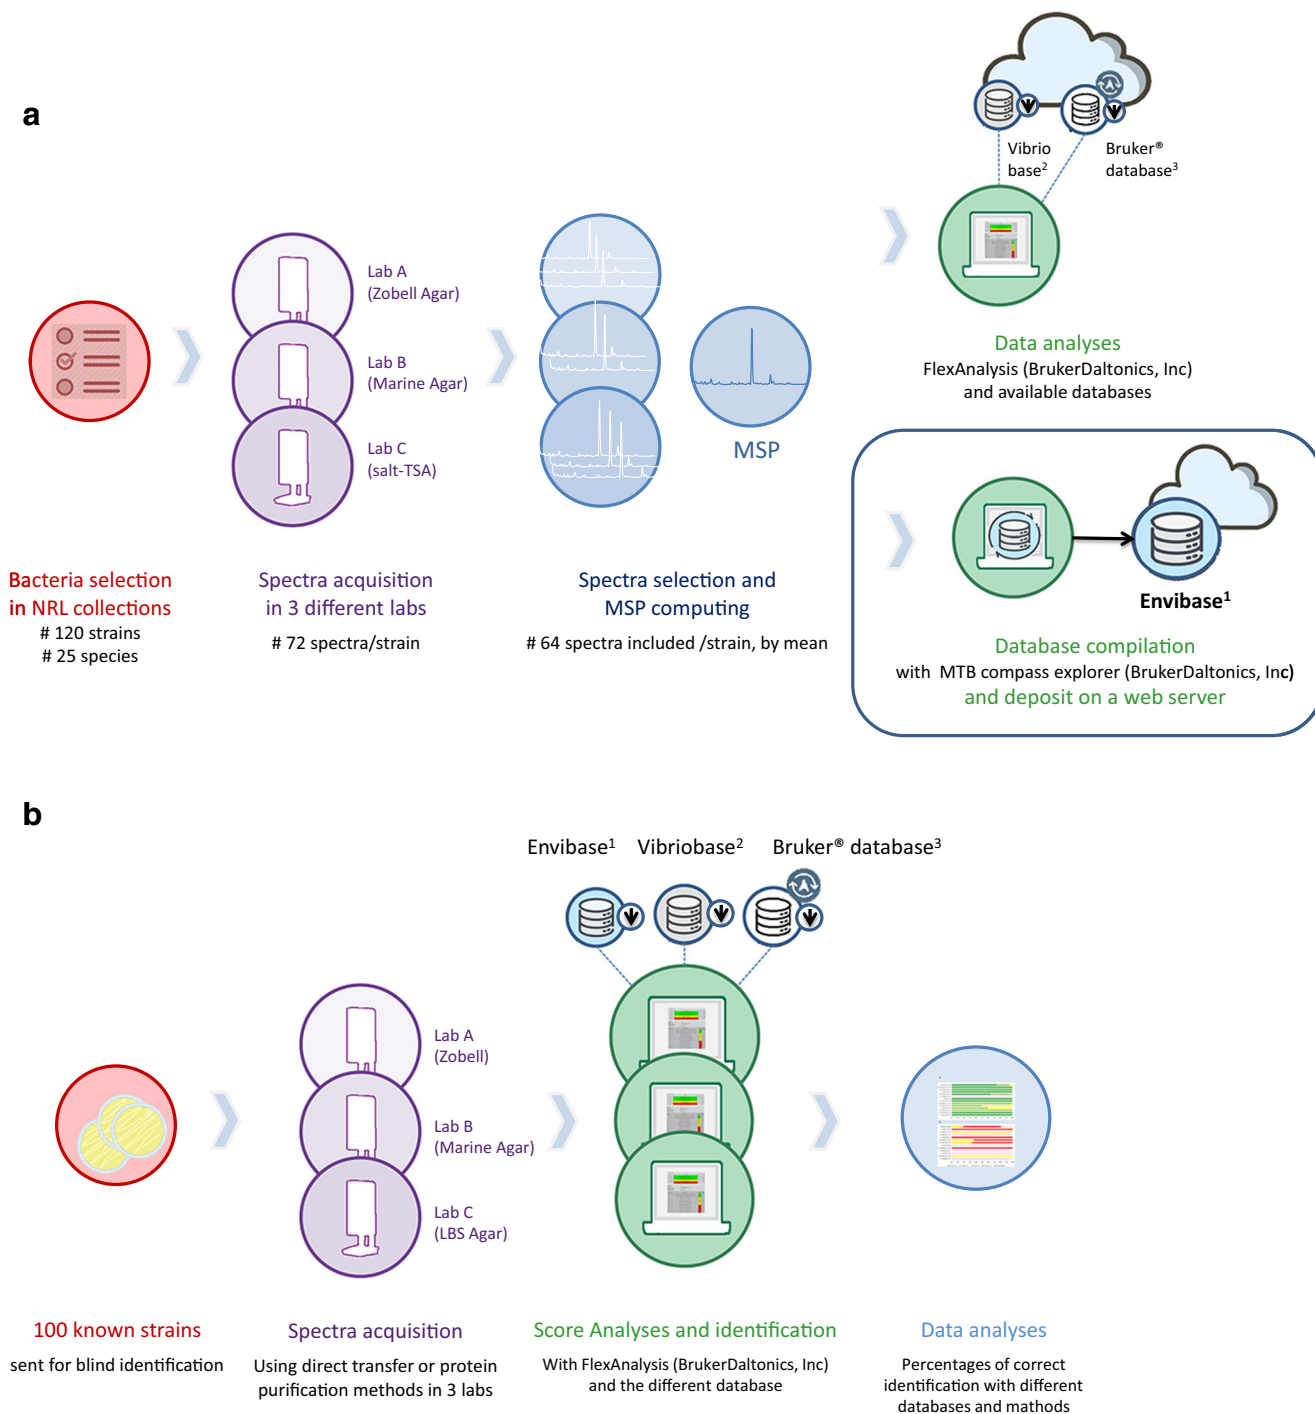 a
Vibrio
base²
Bruker®
database³
Lab A
(Zobell Agar)
Lab B
(Marine Agar)
Lab C
(salt-TSA)
MSP
Data analyses
FlexAnalysis (BrukerDaltonics, Inc)
and available databases
Envibase¹
Bacteria selection
in NRL collections
# 120 strains
# 25 species
Spectra acquisition
in 3 different labs
# 72 spectra/strain
Spectra selection and
MSP computing
# 64 spectra included /strain, by mean
Database compilation
with MTB compass explorer (BrukerDaltonics, Inc)
and deposit on a web server
b
Envibase¹ Vibriobase² Bruker® database³
Lab A
(Zobell)
Lab B
(Marine Agar)
Lab C
(LBS Agar)
100 known strains
sent for blind identification
Spectra acquisition
Using direct transfer or protein
purification methods in 3 labs
Score Analyses and identification
With FlexAnalysis (BrukerDaltonics, Inc)
and the different database
Data analyses
Percentages of correct
identification with different
databases and mathods